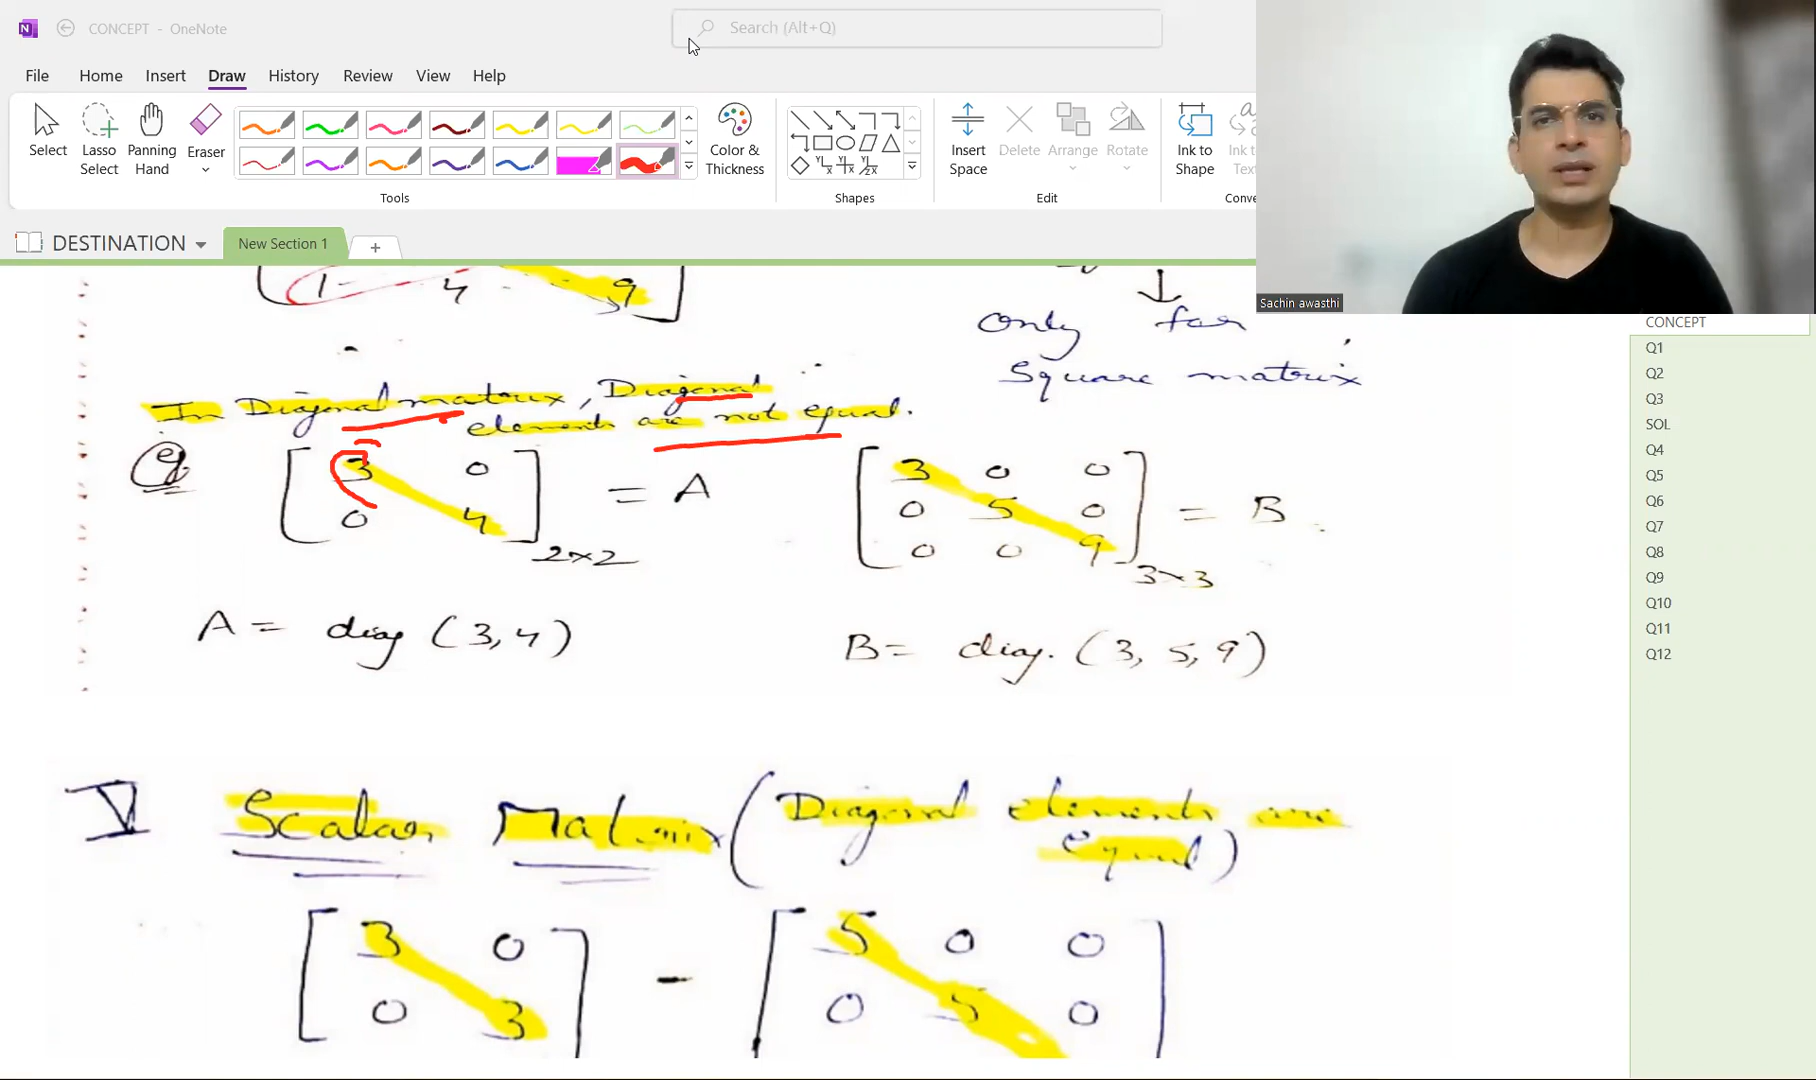 CONCEPT - OneNote
Search (Alt+Q)
File Home Insert Draw History Review View Help
Select
Lasso Select
Panning Hand
Eraser
Color & Thickness
Insert Space
Delete
Arrange
Rotate
Ink to Shape
Ink to
Tools
Shapes
Edit
DESTINATION
New Section 1
+
Sachin awasthi
CONCEPT
Q1
Q2
Q3
SOL
Q4
Q5
Q6
Q7
Q8
Q9
Q10
Q11
Q12
1 4 9
Only for
Square matrix
In Diagonal matrix, Diagonal
elements are not equal.
eg
3 0
0 4
2×2
= A
3 0 0
0 5 0
0 0 9
3×3
= B
A = diag (3, 4)
B = diag. (3, 5, 9)
V Scalar Matrix (Diagonal elements are
equal)
3 0
0 3
5 0 0
0 5 0